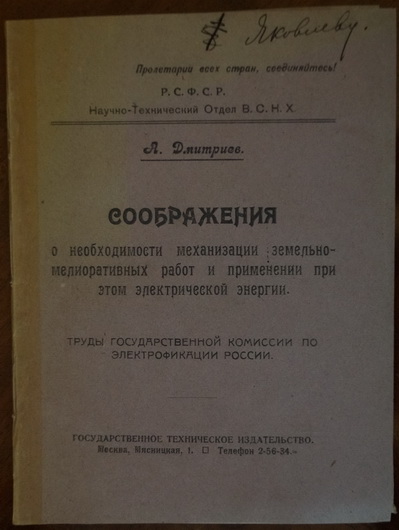 Яковлеву.
Пролетарии всех стран, соединяйтесь!
Р. С. Ф. С. Р.
Научно-Технический Отдел В. С. Н. Х.
А. Дмитриев.
СООБРАЖЕНИЯ
о необходимости механизации земельно-
мелиоративных работ и применении при
этом электрической энергии.
ТРУДЫ ГОСУДАРСТВЕННОЙ КОМИССИИ ПО
ЭЛЕКТРОФИКАЦИИ РОССИИ.
ГОСУДАРСТВЕННОЕ ТЕХНИЧЕСКОЕ ИЗДАТЕЛЬСТВО.
Москва, Мясницкая, 1. □ Телефон 2-56-34.-